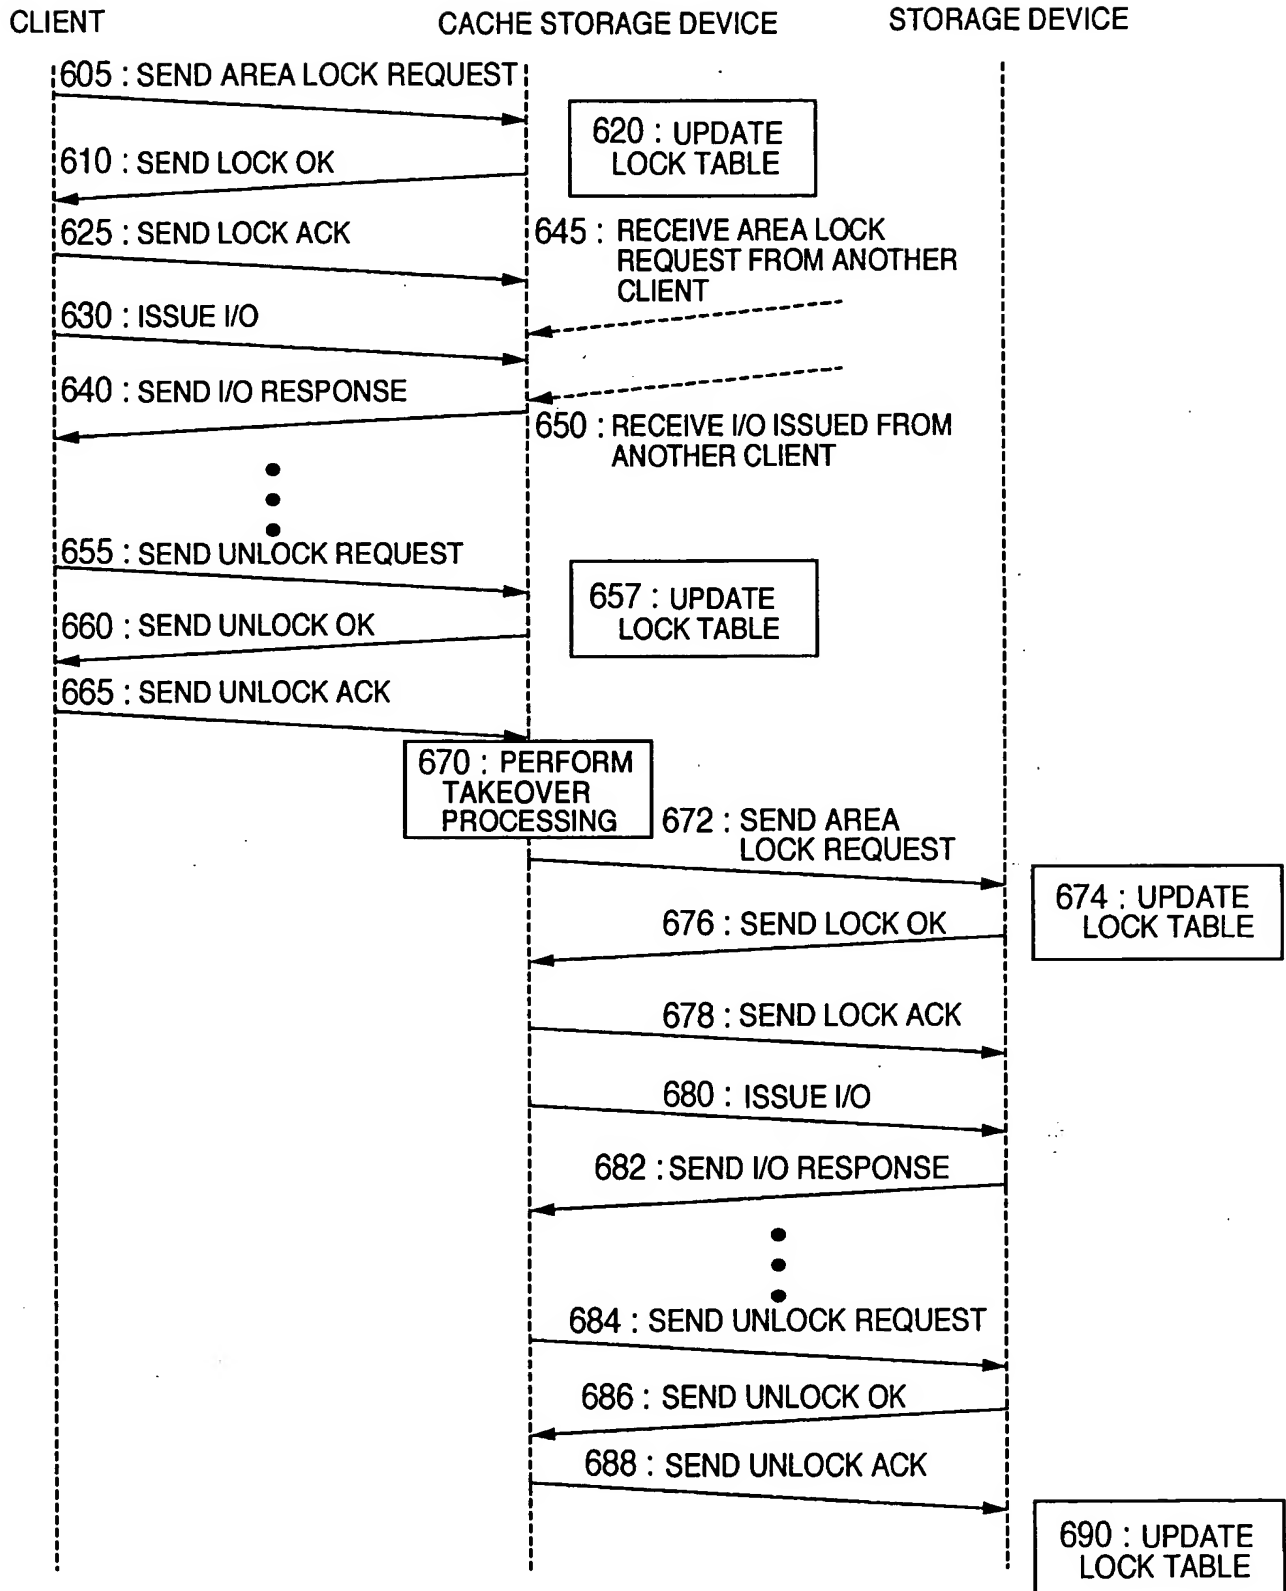 CLIENT
CACHE STORAGE DEVICE
STORAGE DEVICE
605 : SEND AREA LOCK REQUEST
620 : UPDATE
LOCK TABLE
610 : SEND LOCK OK
625 : SEND LOCK ACK
645 : RECEIVE AREA LOCK
REQUEST FROM ANOTHER
CLIENT
630 : ISSUE I/O
640 : SEND I/O RESPONSE
650 : RECEIVE I/O ISSUED FROM
ANOTHER CLIENT
655 : SEND UNLOCK REQUEST
657 : UPDATE
LOCK TABLE
660 : SEND UNLOCK OK
665 : SEND UNLOCK ACK
670 : PERFORM
TAKEOVER
PROCESSING
672 : SEND AREA
LOCK REQUEST
674 : UPDATE
LOCK TABLE
676 : SEND LOCK OK
678 : SEND LOCK ACK
680 : ISSUE I/O
682 : SEND I/O RESPONSE
684 : SEND UNLOCK REQUEST
686 : SEND UNLOCK OK
688 : SEND UNLOCK ACK
690 : UPDATE
LOCK TABLE